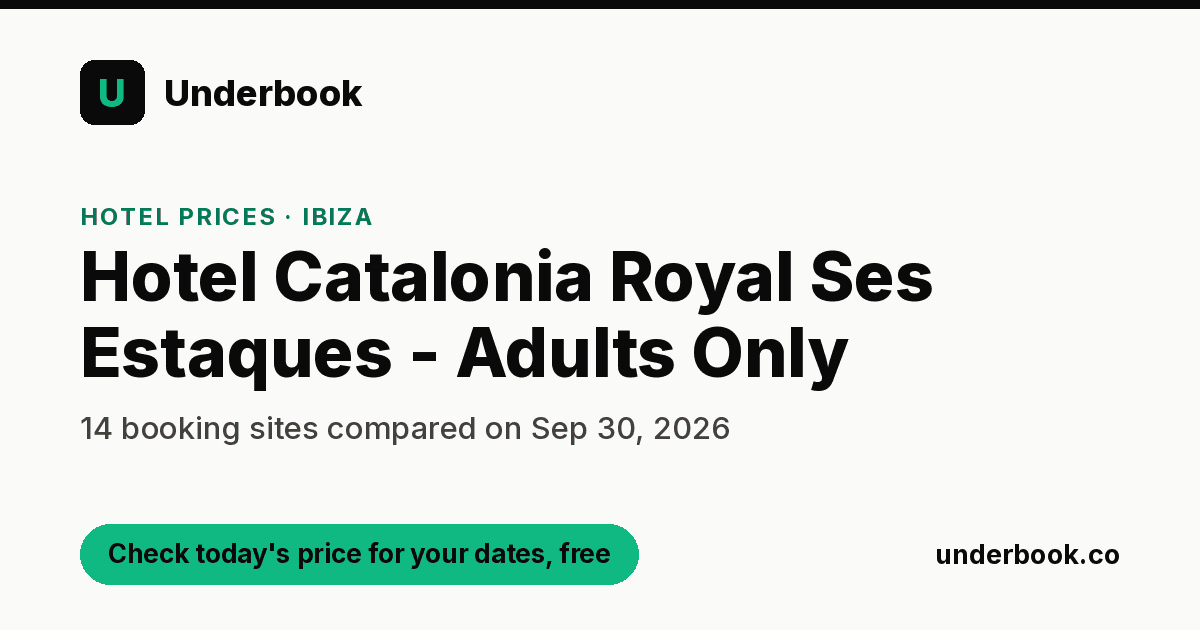 U Underbook
HOTEL PRICES · IBIZA
Hotel Catalonia Royal Ses
Estaques - Adults Only
14 booking sites compared on Sep 30, 2026
Check today's price for your dates, free
underbook.co